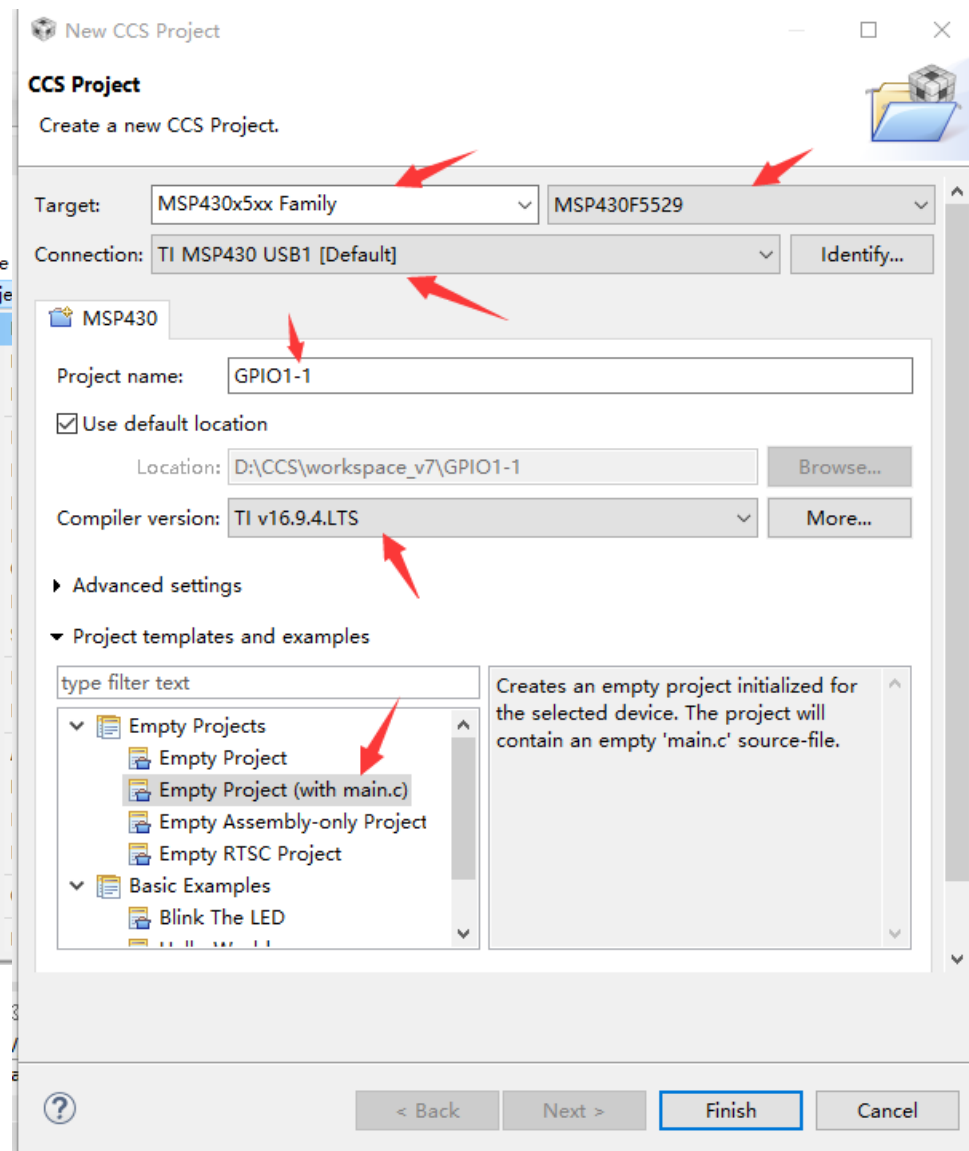 New CCS Project
CCS Project
Create a new CCS Project.
Target: MSP430x5xx Family MSP430F5529
Connection: TI MSP430 USB1 [Default] Identify...
MSP430
Project name: GPIO1-1
Use default location
Location: D:\CCS\workspace_v7\GPIO1-1 Browse...
Compiler version: TI v16.9.4.LTS More...
Advanced settings
Project templates and examples
type filter text
Empty Projects
Empty Project
Empty Project (with main.c)
Empty Assembly-only Project
Empty RTSC Project
Basic Examples
Blink The LED
Creates an empty project initialized for
the selected device. The project will
contain an empty 'main.c' source-file.
? < Back Next > Finish Cancel